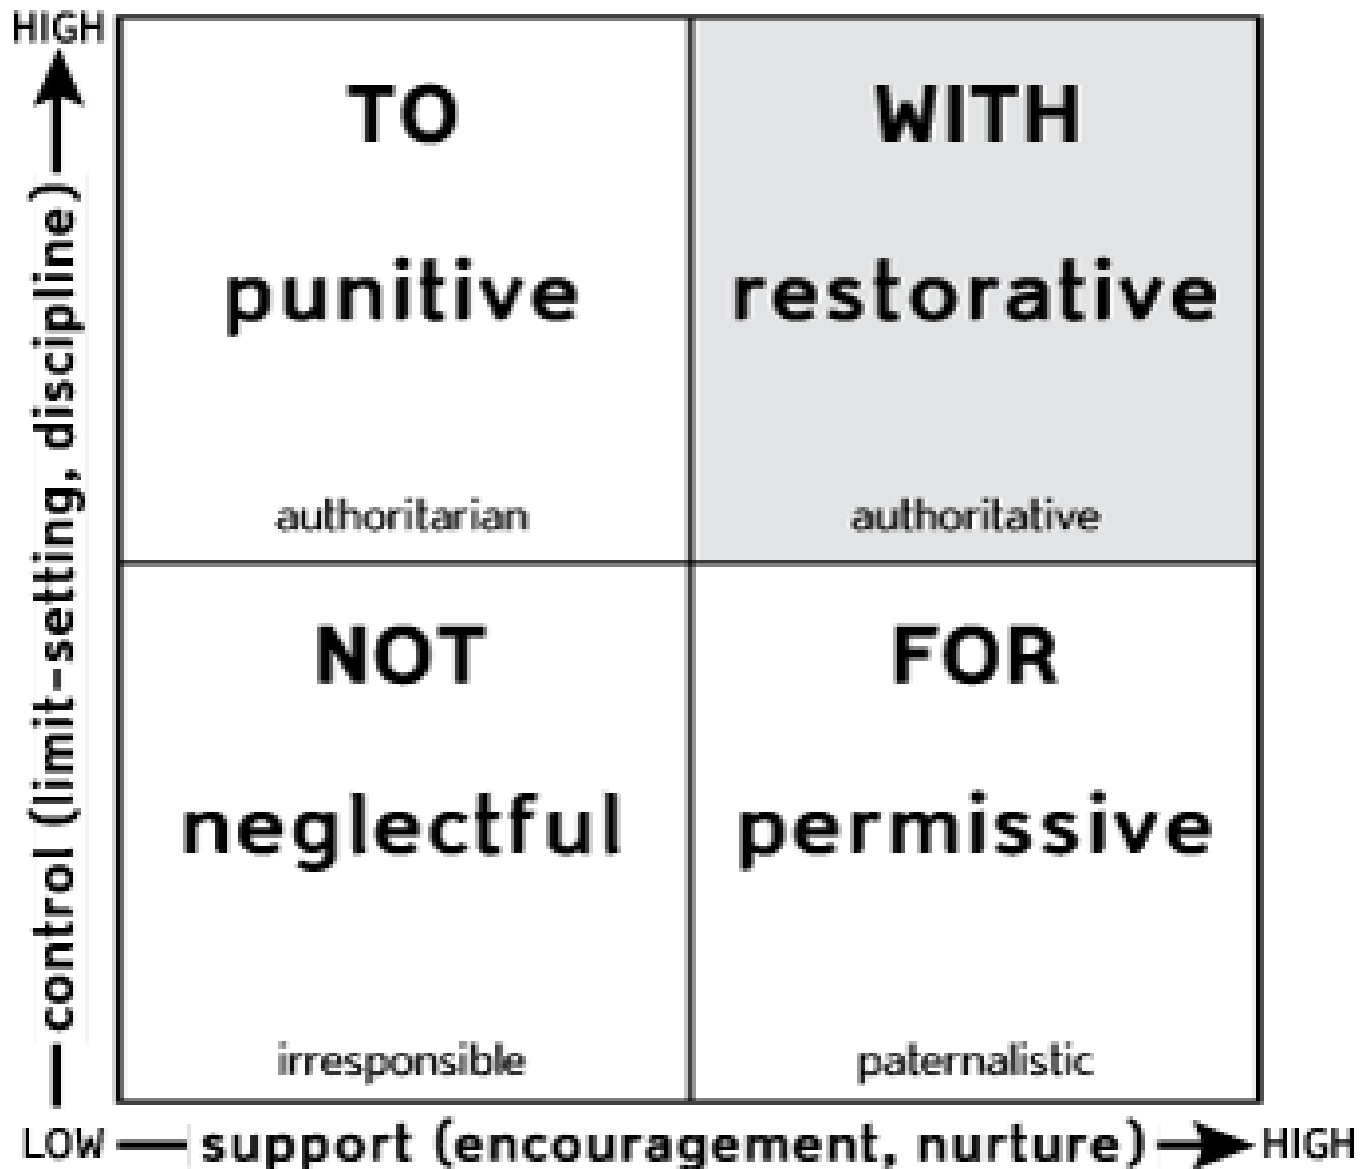 HIGH
control (limit-setting, discipline)
TO
punitive
authoritarian
WITH
restorative
authoritative
NOT
neglectful
irresponsible
FOR
permissive
paternalistic
LOW
support (encouragement, nurture)
HIGH